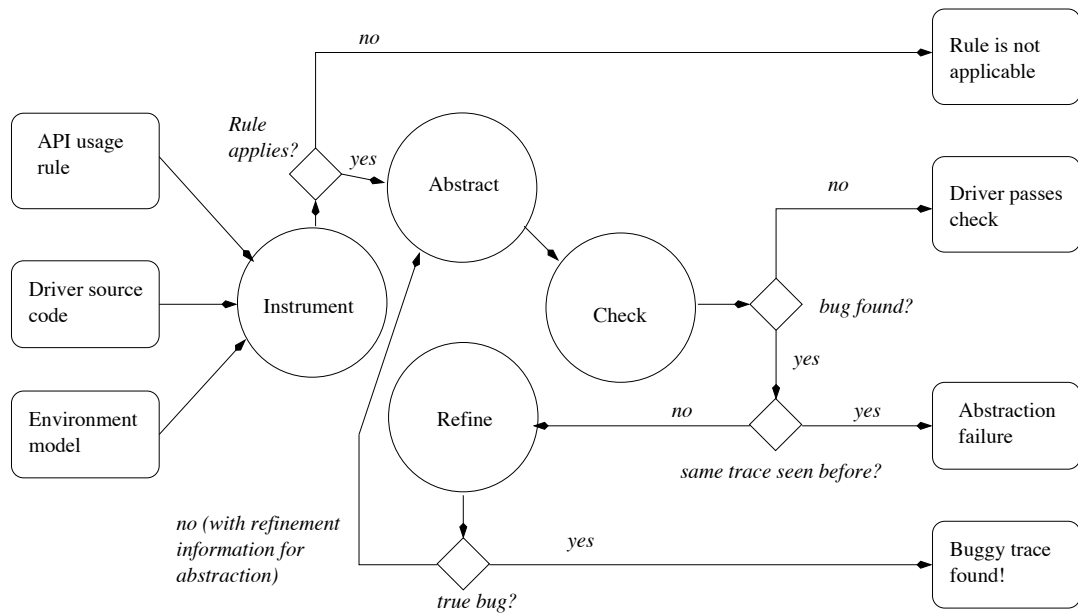 no
Rule is not
applicable
API usage
rule
Rule
applies?
yes
Abstract
no
Driver passes
check
Driver source
code
Instrument
Check
bug found?
yes
Environment
model
Refine
no
yes
Abstraction
failure
same trace seen before?
no (with refinement
information for
abstraction)
yes
Buggy trace
found!
true bug?